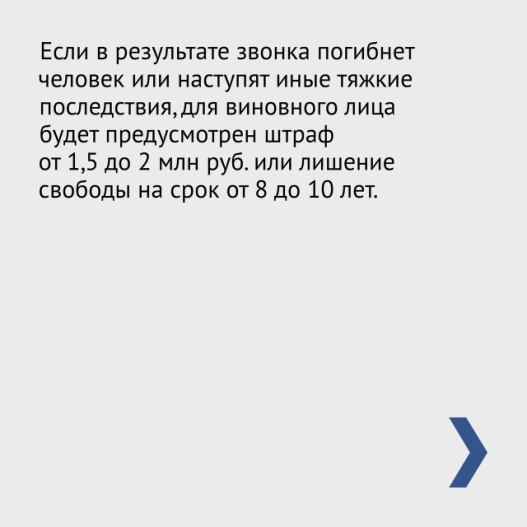 Если в результате звонка погибнет
человек или наступят иные тяжкие
последствия, для виновного лица
будет предусмотрен штраф
от 1,5 до 2 млн руб. или лишение
свободы на срок от 8 до 10 лет.